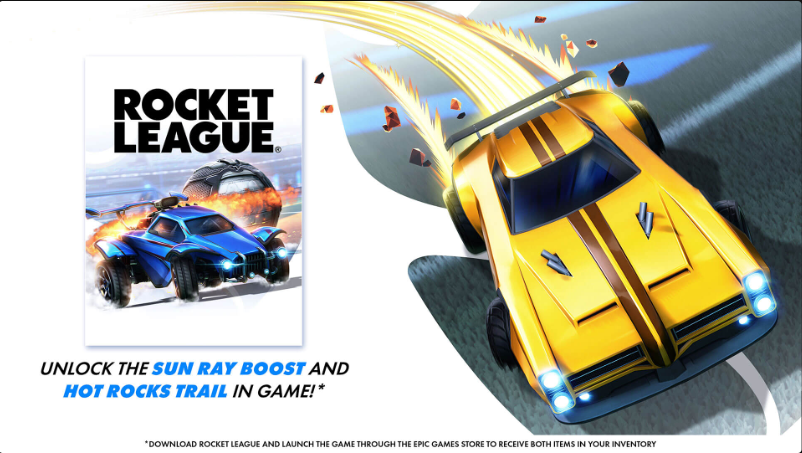 ROCKET
LEAGUE®
UNLOCK THE SUN RAY BOOST AND
HOT ROCKS TRAIL IN GAME!*
*DOWNLOAD ROCKET LEAGUE AND LAUNCH THE GAME THROUGH THE EPIC GAMES STORE TO RECEIVE BOTH ITEMS IN YOUR INVENTORY